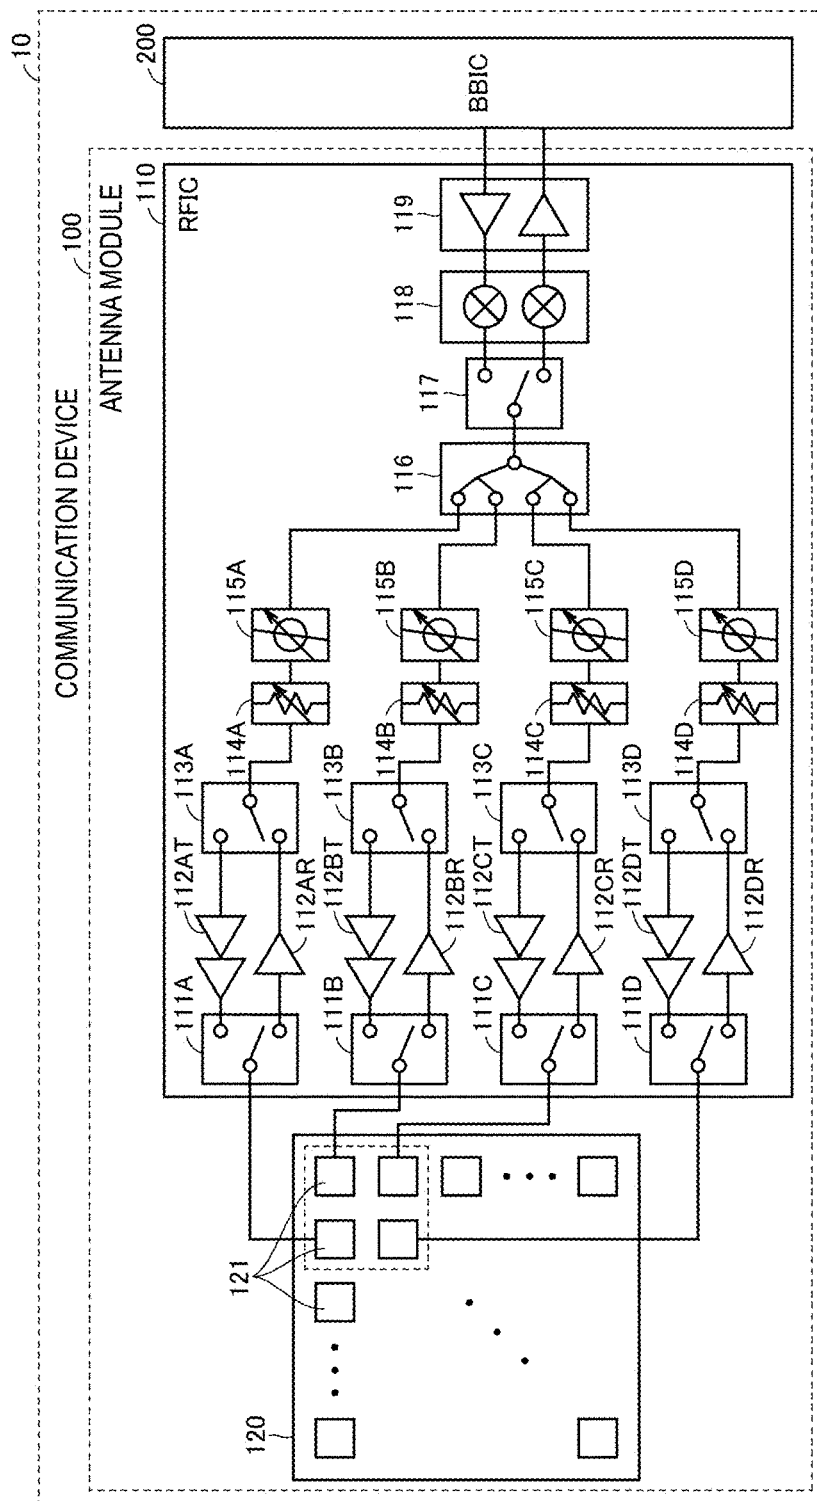 10
COMMUNICATION DEVICE
100
ANTENNA MODULE
200
BBIC
110
RFIC
119
118
117
116
115A
115B
115C
115D
114A
114B
114C
114D
113A
113B
113C
113D
112AT
112BT
112CT
112DT
112AR
112BR
112CR
112DR
111A
111B
111C
111D
121
120